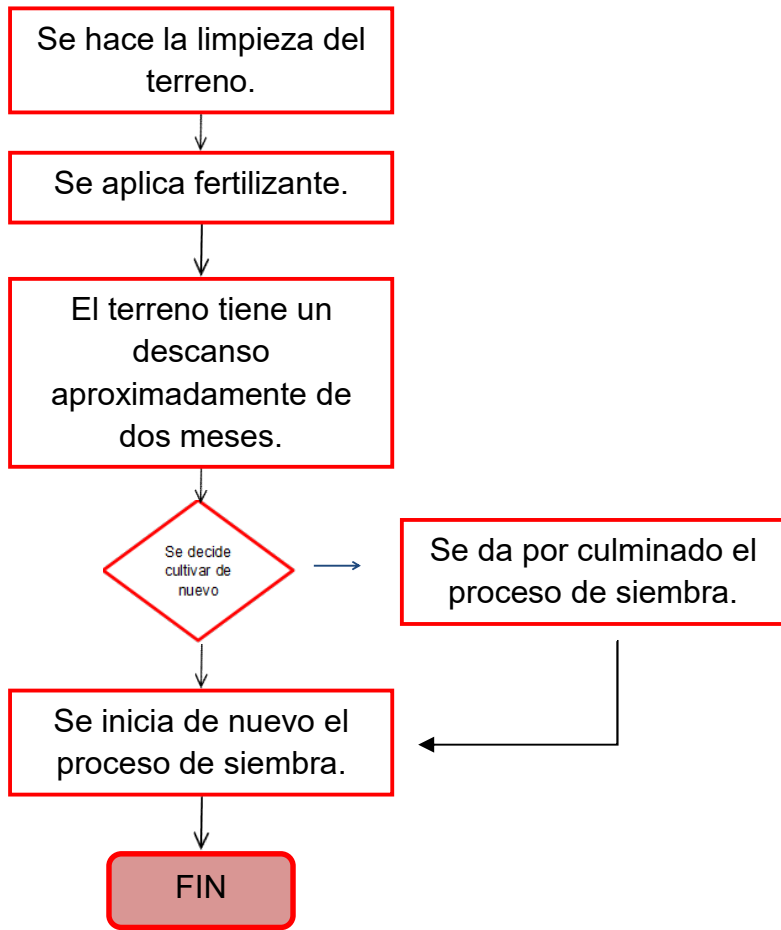 Se hace la limpieza del
terreno.
Se aplica fertilizante.
El terreno tiene un
descanso
aproximadamente de
dos meses.
Se decide
cultivar de
nuevo
Se da por culminado el
proceso de siembra.
Se inicia de nuevo el
proceso de siembra.
FIN